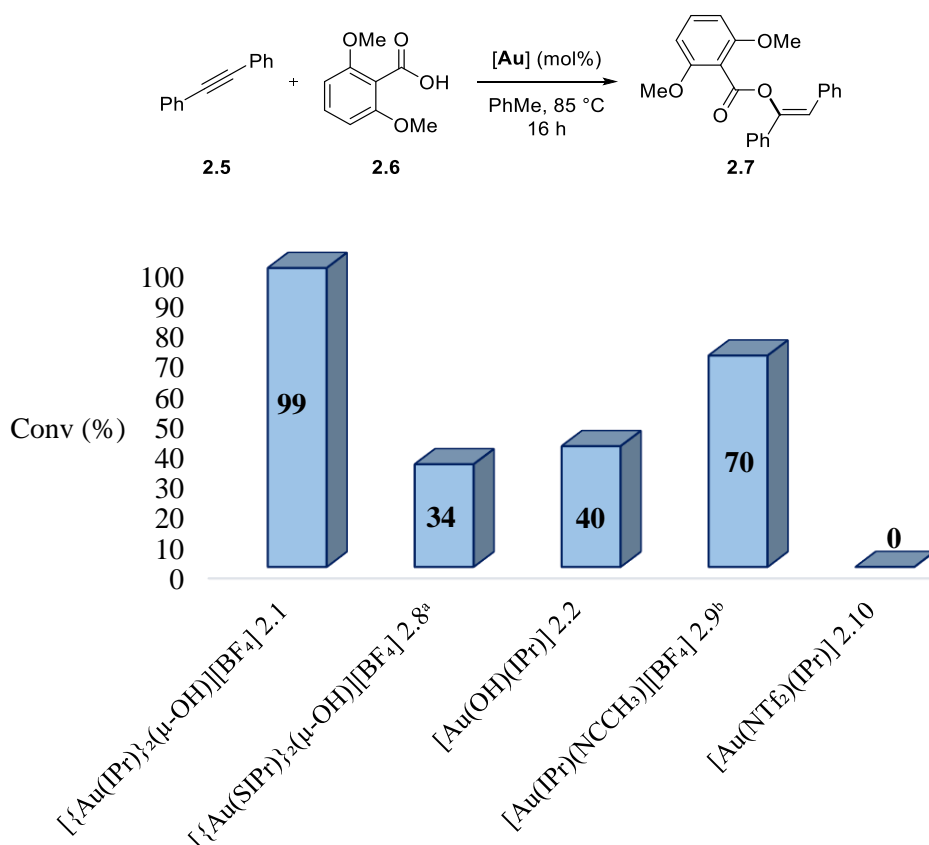 OMe O OH OMe
Ph Ph
+
[Au] (mol%)
PhMe, 85 °C
16 h
OMe OMe O O Ph Ph
2.5 2.6 2.7
100
90
80
70
60
50
40
30
20
10
0
Conv (%)
99
34
40
70
0
[{Au(IPr)}₂(μ-OH)][BF₄] 2.1
[{Au(SIPr)}₂(μ-OH)][BF₄] 2.8ᵃ
[Au(OH)(IPr)] 2.2
[Au(IPr)(NCCH₃)][BF₄] 2.9ᵇ
[Au(NTf₂)(IPr)] 2.10